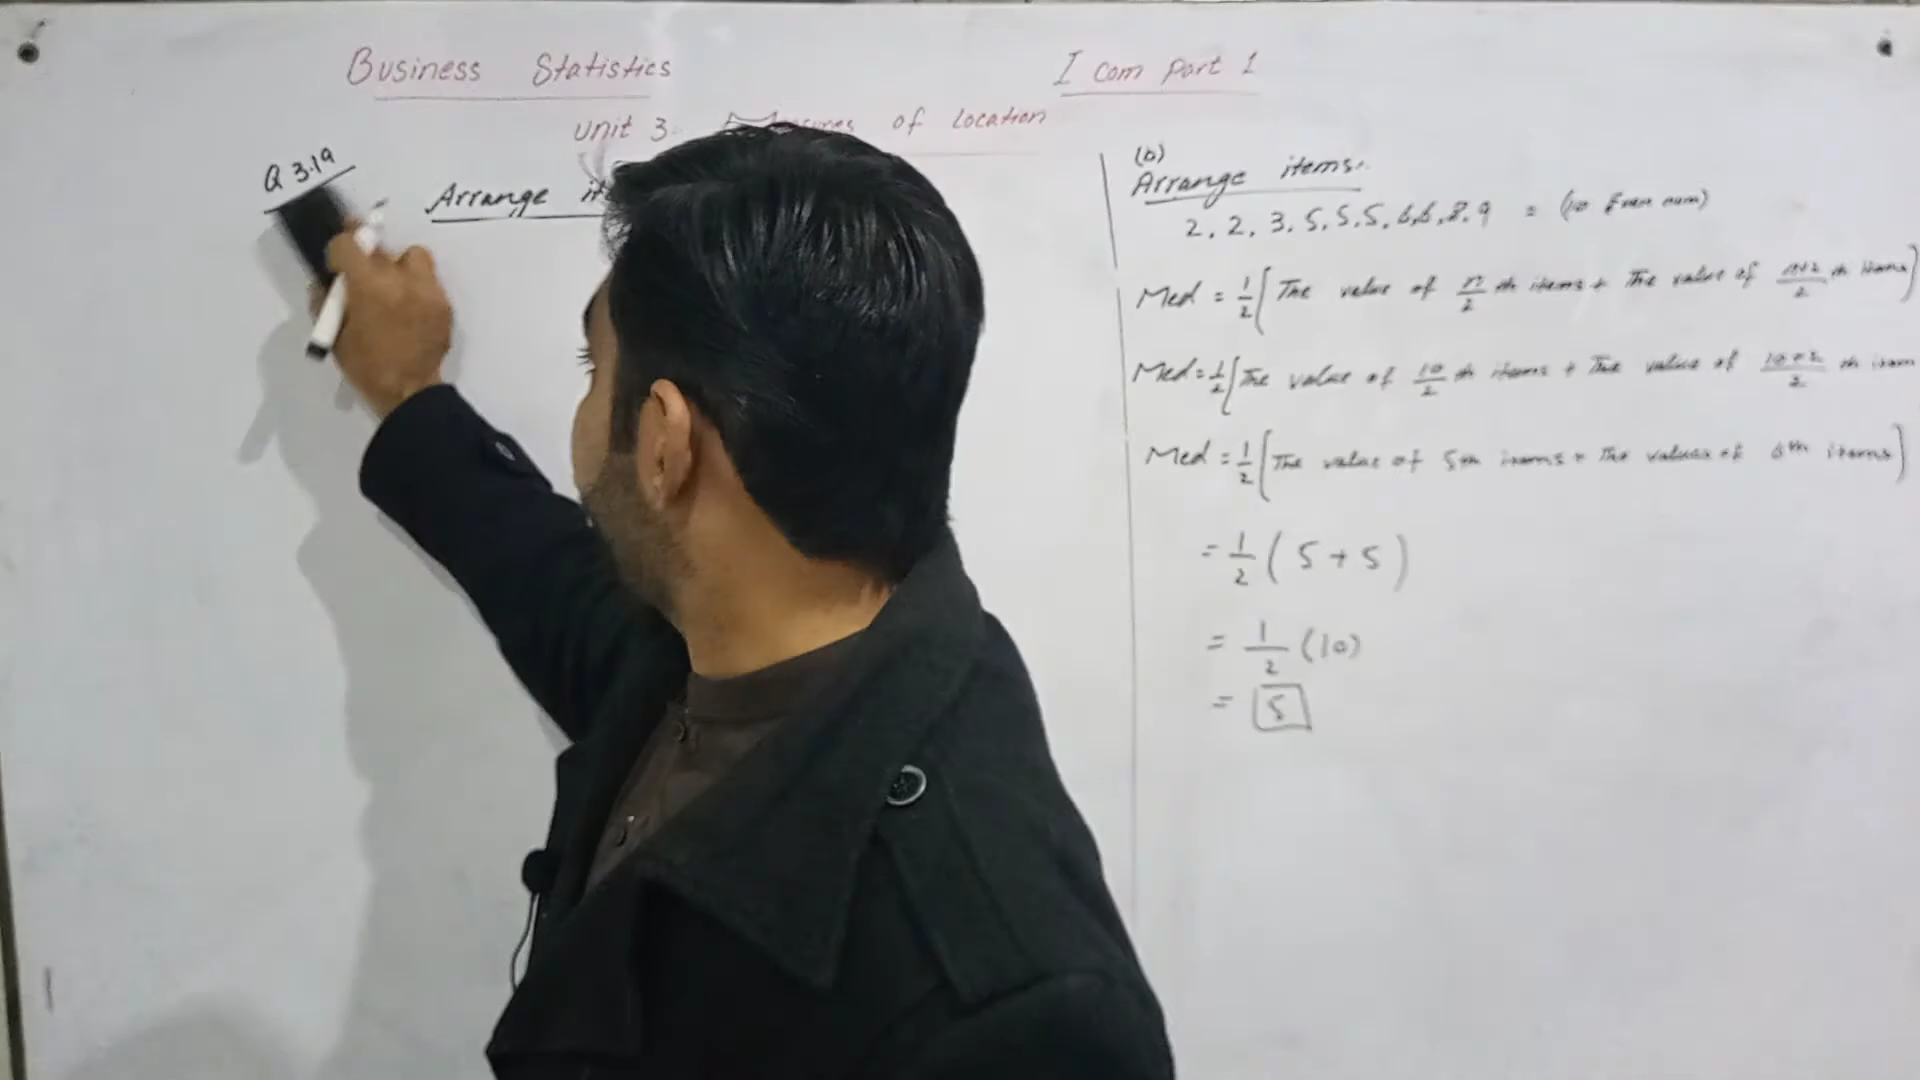 Business Statistics
I com part 1
unit 3 of Location
Q 3.19
Arrange
(b)
Arrange items.
2, 2, 3, 5, 5, 5, 6, 6, 8, 9 = (10 Even num)
Med = 1/2 [The value of n/2 th items + The value of n+2/2 th items]
Med = 1/2 [The value of 10/2 th items + The value of 10+2/2 th item
Med = 1/2 [The value of 5th items + The values of 6th items]
= 1/2 (5 + 5)
= 1/2 (10)
= 5